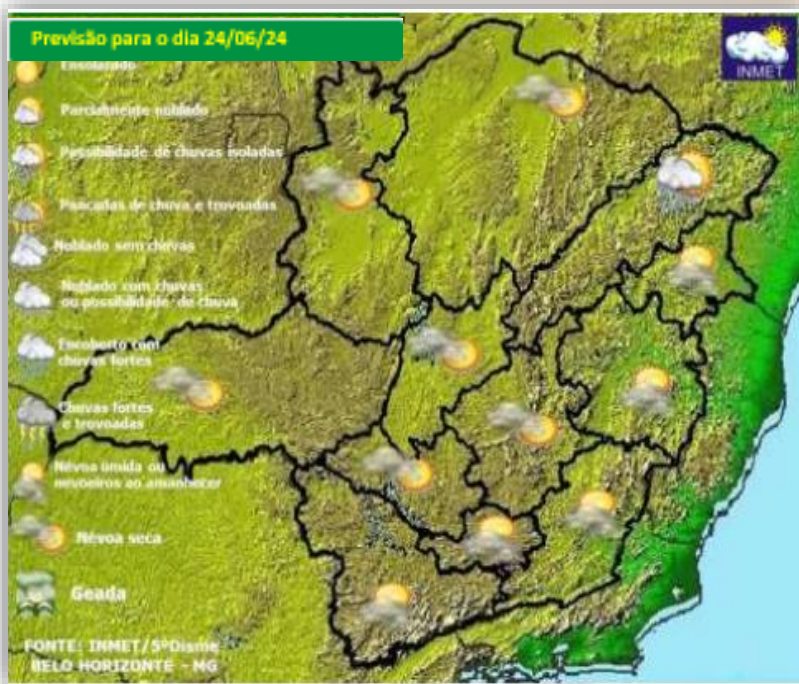 Previsão para o dia 24/06/24
INMET
Ensolarado
Parcialmente nublado
Possibilidade de chuvas isoladas
Pancadas de chuva e trovoadas
Nublado sem chuvas
Nublado com chuvas
ou possibilidade de chuva
Encoberto com
chuvas fortes
Chuvas fortes
e trovoadas
Névoa úmida ou
nevoeiros ao amanhecer
Névoa seca
Geada
FONTE: INMET/5ºDisme
BELO HORIZONTE - MG